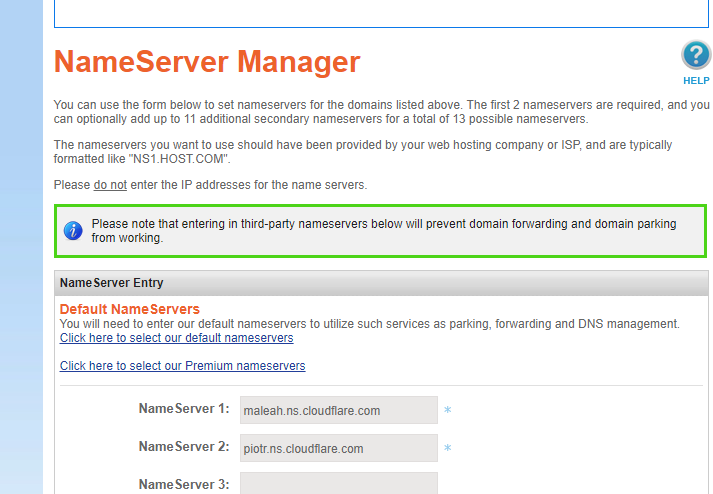 NameServer Manager
HELP
You can use the form below to set nameservers for the domains listed above. The first 2 nameservers are required, and you
can optionally add up to 11 additional secondary nameservers for a total of 13 possible nameservers.
The nameservers you want to use should have been provided by your web hosting company or ISP, and are typically
formatted like "NS1.HOST.COM".
Please do not enter the IP addresses for the name servers.
Please note that entering in third-party nameservers below will prevent domain forwarding and domain parking
from working.
NameServer Entry
Default NameServers
You will need to enter our default nameservers to utilize such services as parking, forwarding and DNS management.
Click here to select our default nameservers
Click here to select our Premium nameservers
NameServer 1: maleah.ns.cloudflare.com *
NameServer 2: piotr.ns.cloudflare.com *
NameServer 3: